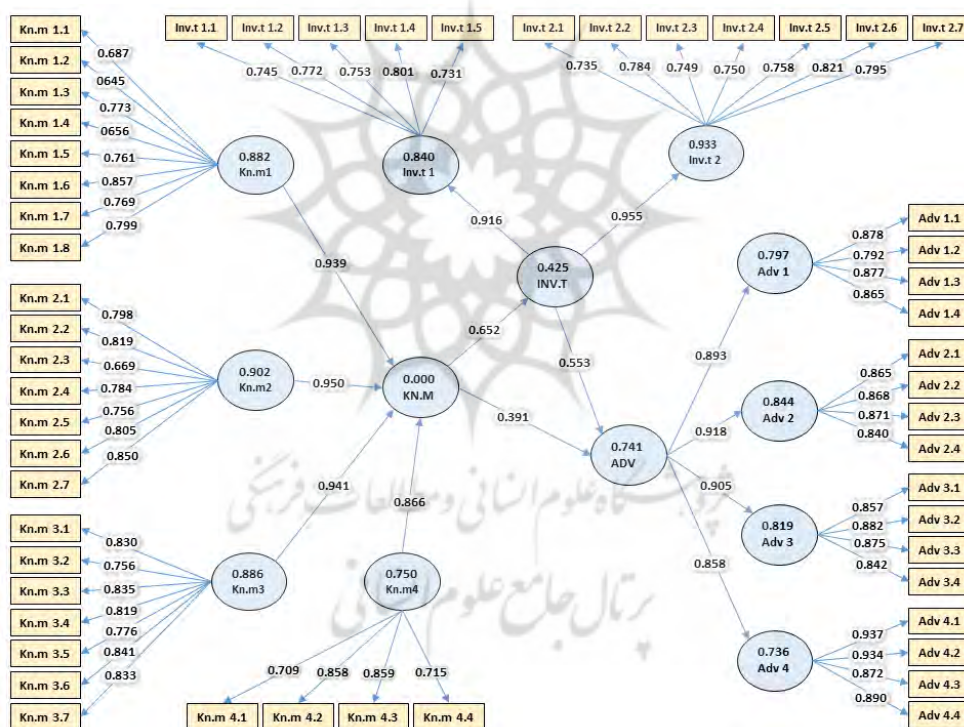 Kn.m 1.1
Kn.m 1.2
Kn.m 1.3
Kn.m 1.4
Kn.m 1.5
Kn.m 1.6
Kn.m 1.7
Kn.m 1.8
0.687
0645
0.773
0656
0.761
0.857
0.769
0.799
0.882
Kn.m1
0.939
Inv.t 1.1
Inv.t 1.2
Inv.t 1.3
Inv.t 1.4
Inv.t 1.5
0.745
0.772
0.753
0.801
0.731
0.840
Inv.t 1
0.916
Inv.t 2.1
Inv.t 2.2
Inv.t 2.3
Inv.t 2.4
Inv.t 2.5
Inv.t 2.6
Inv.t 2.7
0.735
0.784
0.749
0.750
0.758
0.821
0.795
0.933
Inv.t 2
0.955
0.425
INV.T
0.652
0.553
Kn.m 2.1
Kn.m 2.2
Kn.m 2.3
Kn.m 2.4
Kn.m 2.5
Kn.m 2.6
Kn.m 2.7
0.798
0.819
0.669
0.784
0.756
0.805
0.850
0.902
Kn.m2
0.950
0.000
KN.M
0.391
0.741
ADV
Kn.m 3.1
Kn.m 3.2
Kn.m 3.3
Kn.m 3.4
Kn.m 3.5
Kn.m 3.6
Kn.m 3.7
0.830
0.756
0.835
0.819
0.776
0.841
0.833
0.886
Kn.m3
0.941
0.750
Kn.m4
0.866
0.709
0.858
0.859
0.715
Kn.m 4.1
Kn.m 4.2
Kn.m 4.3
Kn.m 4.4
0.893
0.797
Adv 1
0.878
0.792
0.877
0.865
Adv 1.1
Adv 1.2
Adv 1.3
Adv 1.4
0.918
0.844
Adv 2
0.865
0.868
0.871
0.840
Adv 2.1
Adv 2.2
Adv 2.3
Adv 2.4
0.905
0.819
Adv 3
0.857
0.882
0.875
0.842
Adv 3.1
Adv 3.2
Adv 3.3
Adv 3.4
0.858
0.736
Adv 4
0.937
0.934
0.872
0.890
Adv 4.1
Adv 4.2
Adv 4.3
Adv 4.4
پژوهشگاه علوم انسانی و مطالعات فرهنگی
پرتال جامع علوم انسانی